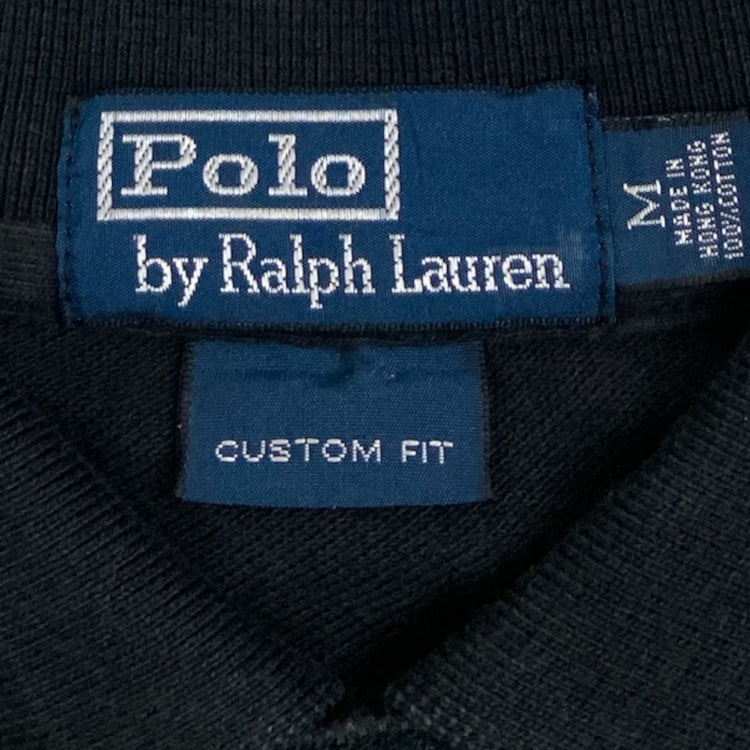 Polo
by Ralph Lauren
M
MADE IN
HONG KONG
100% COTTON
CUSTOM FIT